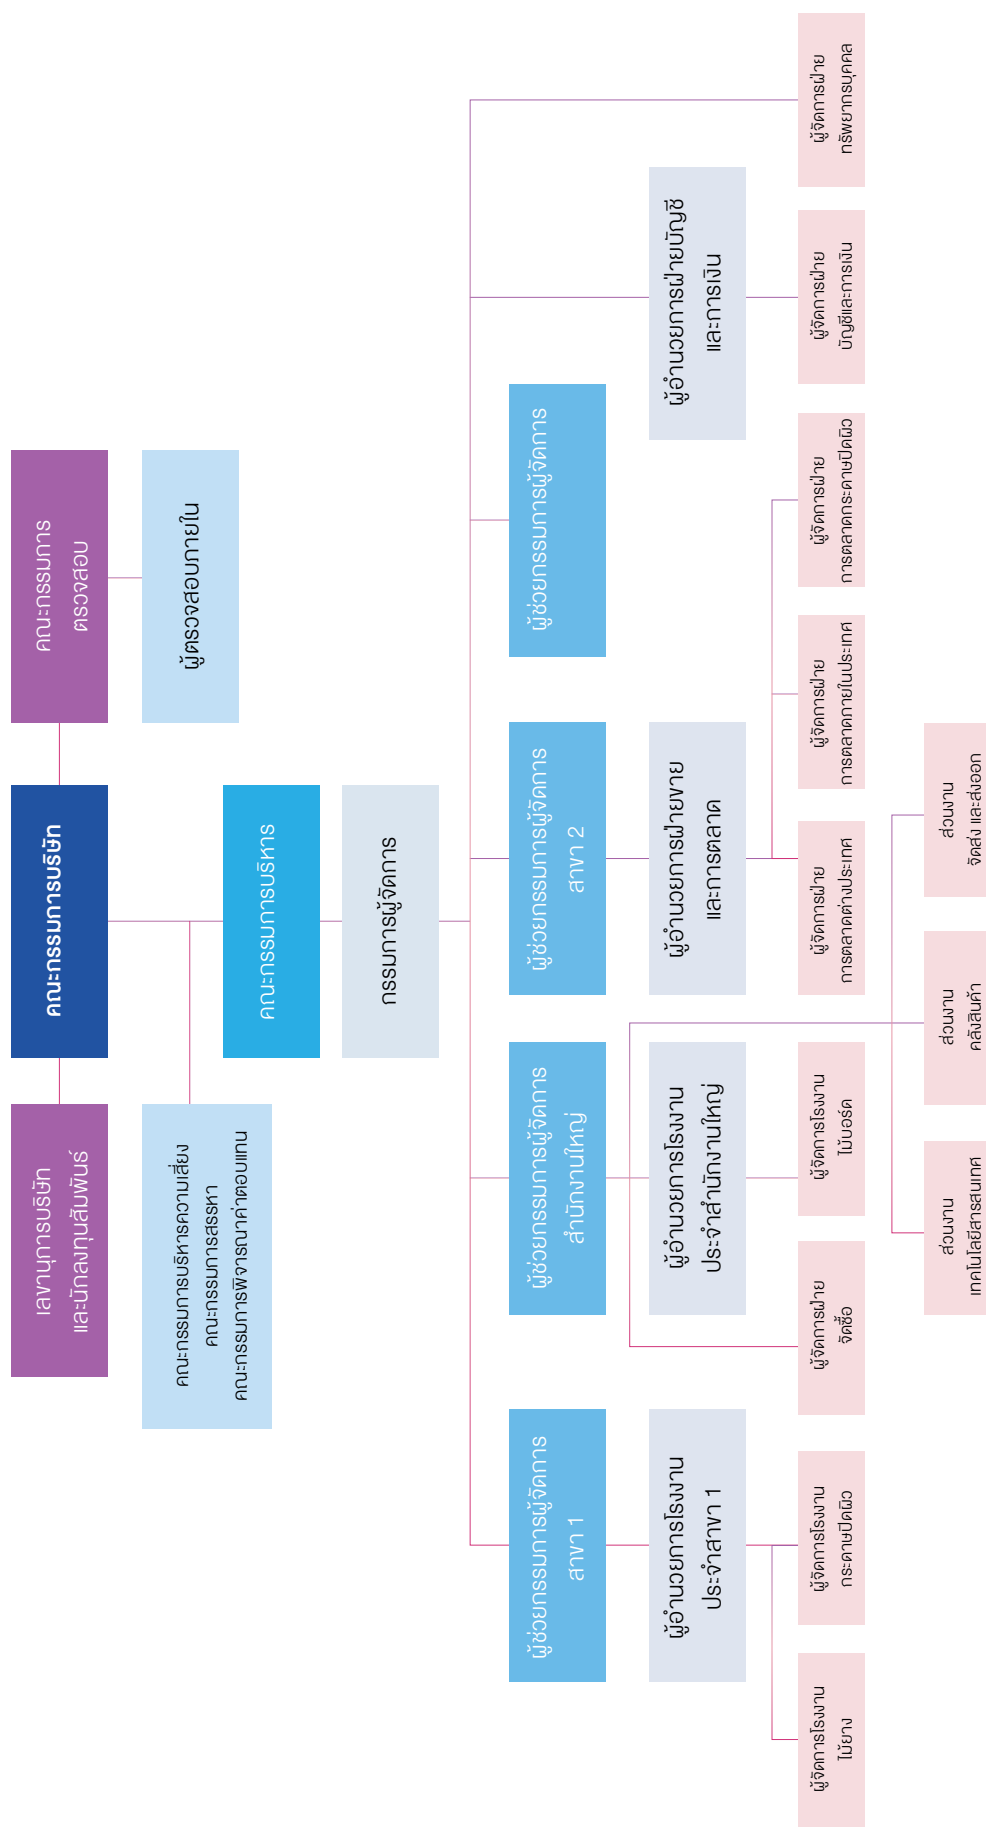 เลขานุการบริษัท
และนักลงทุนสัมพันธ์
คณะกรรมการบริษัท
คณะกรรมการ
ตรวจสอบ
คณะกรรมการบริหารความเสี่ยง
คณะกรรมการสรรหา
คณะกรรมการพิจารณาค่าตอบแทน
ผู้ตรวจสอบภายใน
คณะกรรมการบริหาร
กรรมการผู้จัดการ
ผู้ช่วยกรรมการผู้จัดการ
สาขา 1
ผู้ช่วยกรรมการผู้จัดการ
สำนักงานใหญ่
ผู้ช่วยกรรมการผู้จัดการ
สาขา 2
ผู้ช่วยกรรมการผู้จัดการ
ผู้อำนวยการโรงงาน
ประจำสาขา 1
ผู้อำนวยการโรงงาน
ประจำสำนักงานใหญ่
ผู้อำนวยการฝ่ายขาย
และการตลาด
ผู้อำนวยการฝ่ายบัญชี
และการเงิน
ผู้จัดการโรงงาน
ไม้ยาง
ผู้จัดการโรงงาน
กระดาษปิดผิว
ผู้จัดการฝ่าย
จัดซื้อ
ผู้จัดการโรงงาน
ไม้บอร์ด
ผู้จัดการฝ่าย
การตลาดต่างประเทศ
ผู้จัดการฝ่าย
การตลาดภายในประเทศ
ผู้จัดการฝ่าย
การตลาดกระดาษปิดผิว
ผู้จัดการฝ่าย
บัญชีและการเงิน
ผู้จัดการฝ่าย
ทรัพยากรบุคคล
ส่วนงาน
เทคโนโลยีสารสนเทศ
ส่วนงาน
คลังสินค้า
ส่วนงาน
จัดส่ง และส่งออก